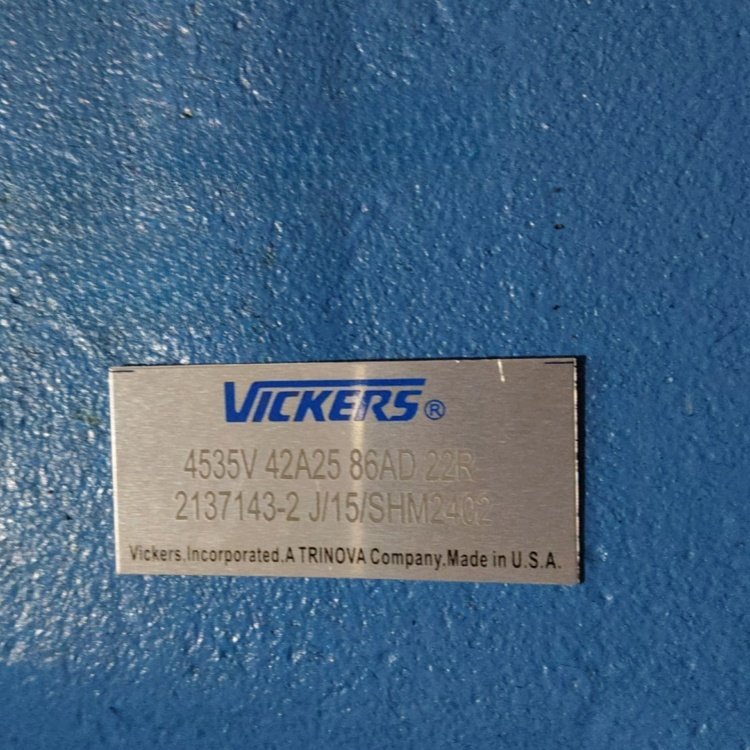 VICKERS®
4535V 42A25 86AD 22R
2137143-2 J/15/SHM2402
Vickers,Incorporated.A TRINOVA Company.Made in U.S.A.